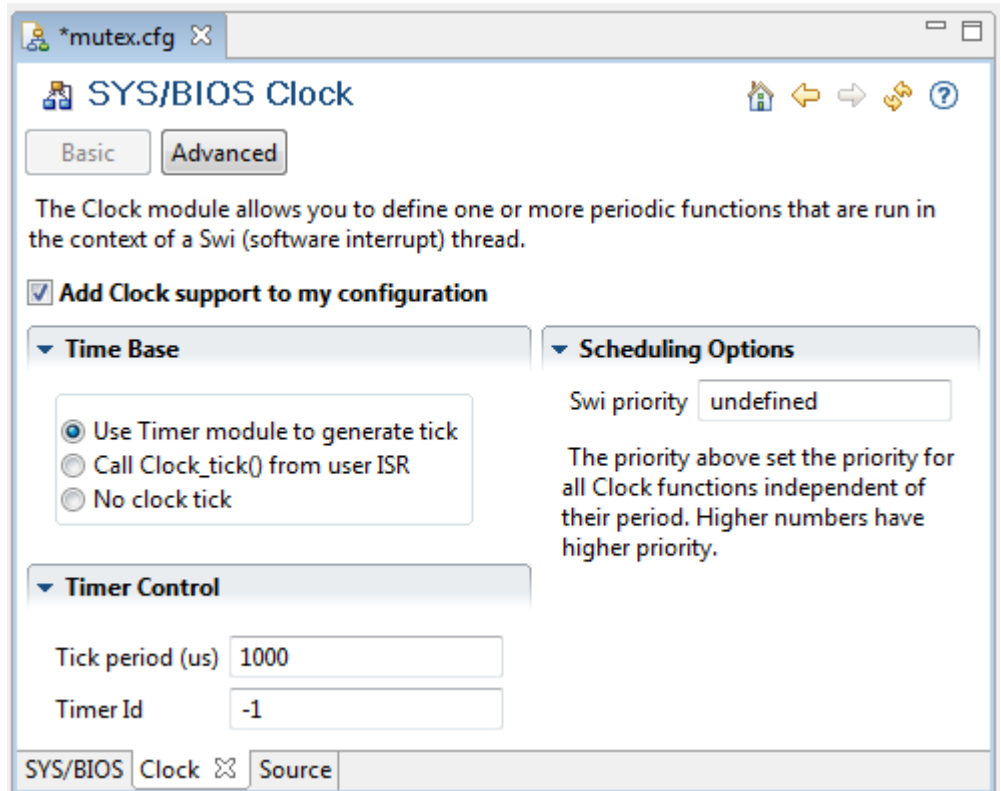 *mutex.cfg
SYS/BIOS Clock
Basic
Advanced
The Clock module allows you to define one or more periodic functions that are run in
the context of a Swi (software interrupt) thread.
Add Clock support to my configuration
Time Base
Use Timer module to generate tick
Call Clock_tick() from user ISR
No clock tick
Timer Control
Tick period (us) 1000
Timer Id -1
Scheduling Options
Swi priority undefined
The priority above set the priority for
all Clock functions independent of
their period. Higher numbers have
higher priority.
SYS/BIOS Clock Source